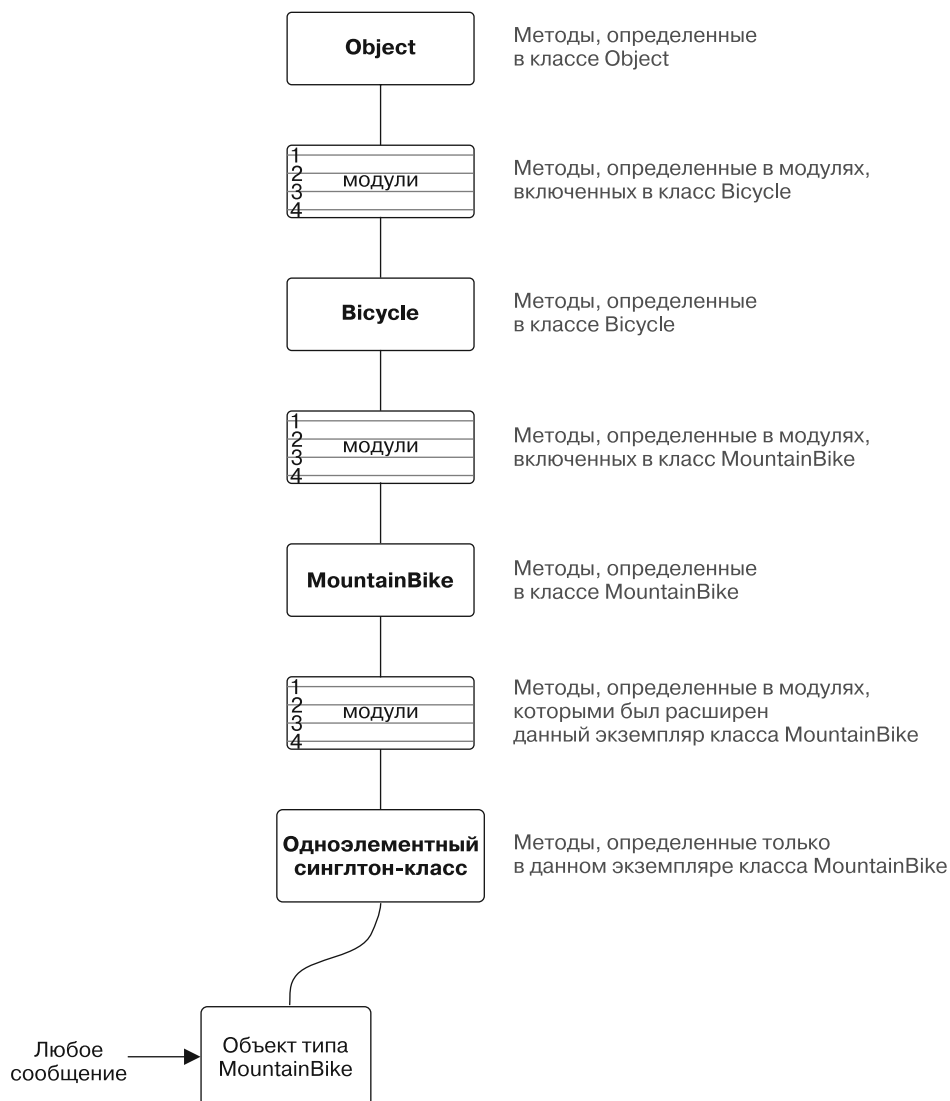 Object
Методы, определенные
в классе Object
1
2
3
4
модули
Методы, определенные в модулях,
включенных в класс Bicycle
Bicycle
Методы, определенные
в классе Bicycle
1
2
3
4
модули
Методы, определенные в модулях,
включенных в класс MountainBike
MountainBike
Методы, определенные
в классе MountainBike
1
2
3
4
модули
Методы, определенные в модулях,
которыми был расширен
данный экземпляр класса MountainBike
Одноэлементный
синглтон-класс
Методы, определенные только
в данном экземпляре класса MountainBike
Любое
сообщение
Объект типа
MountainBike